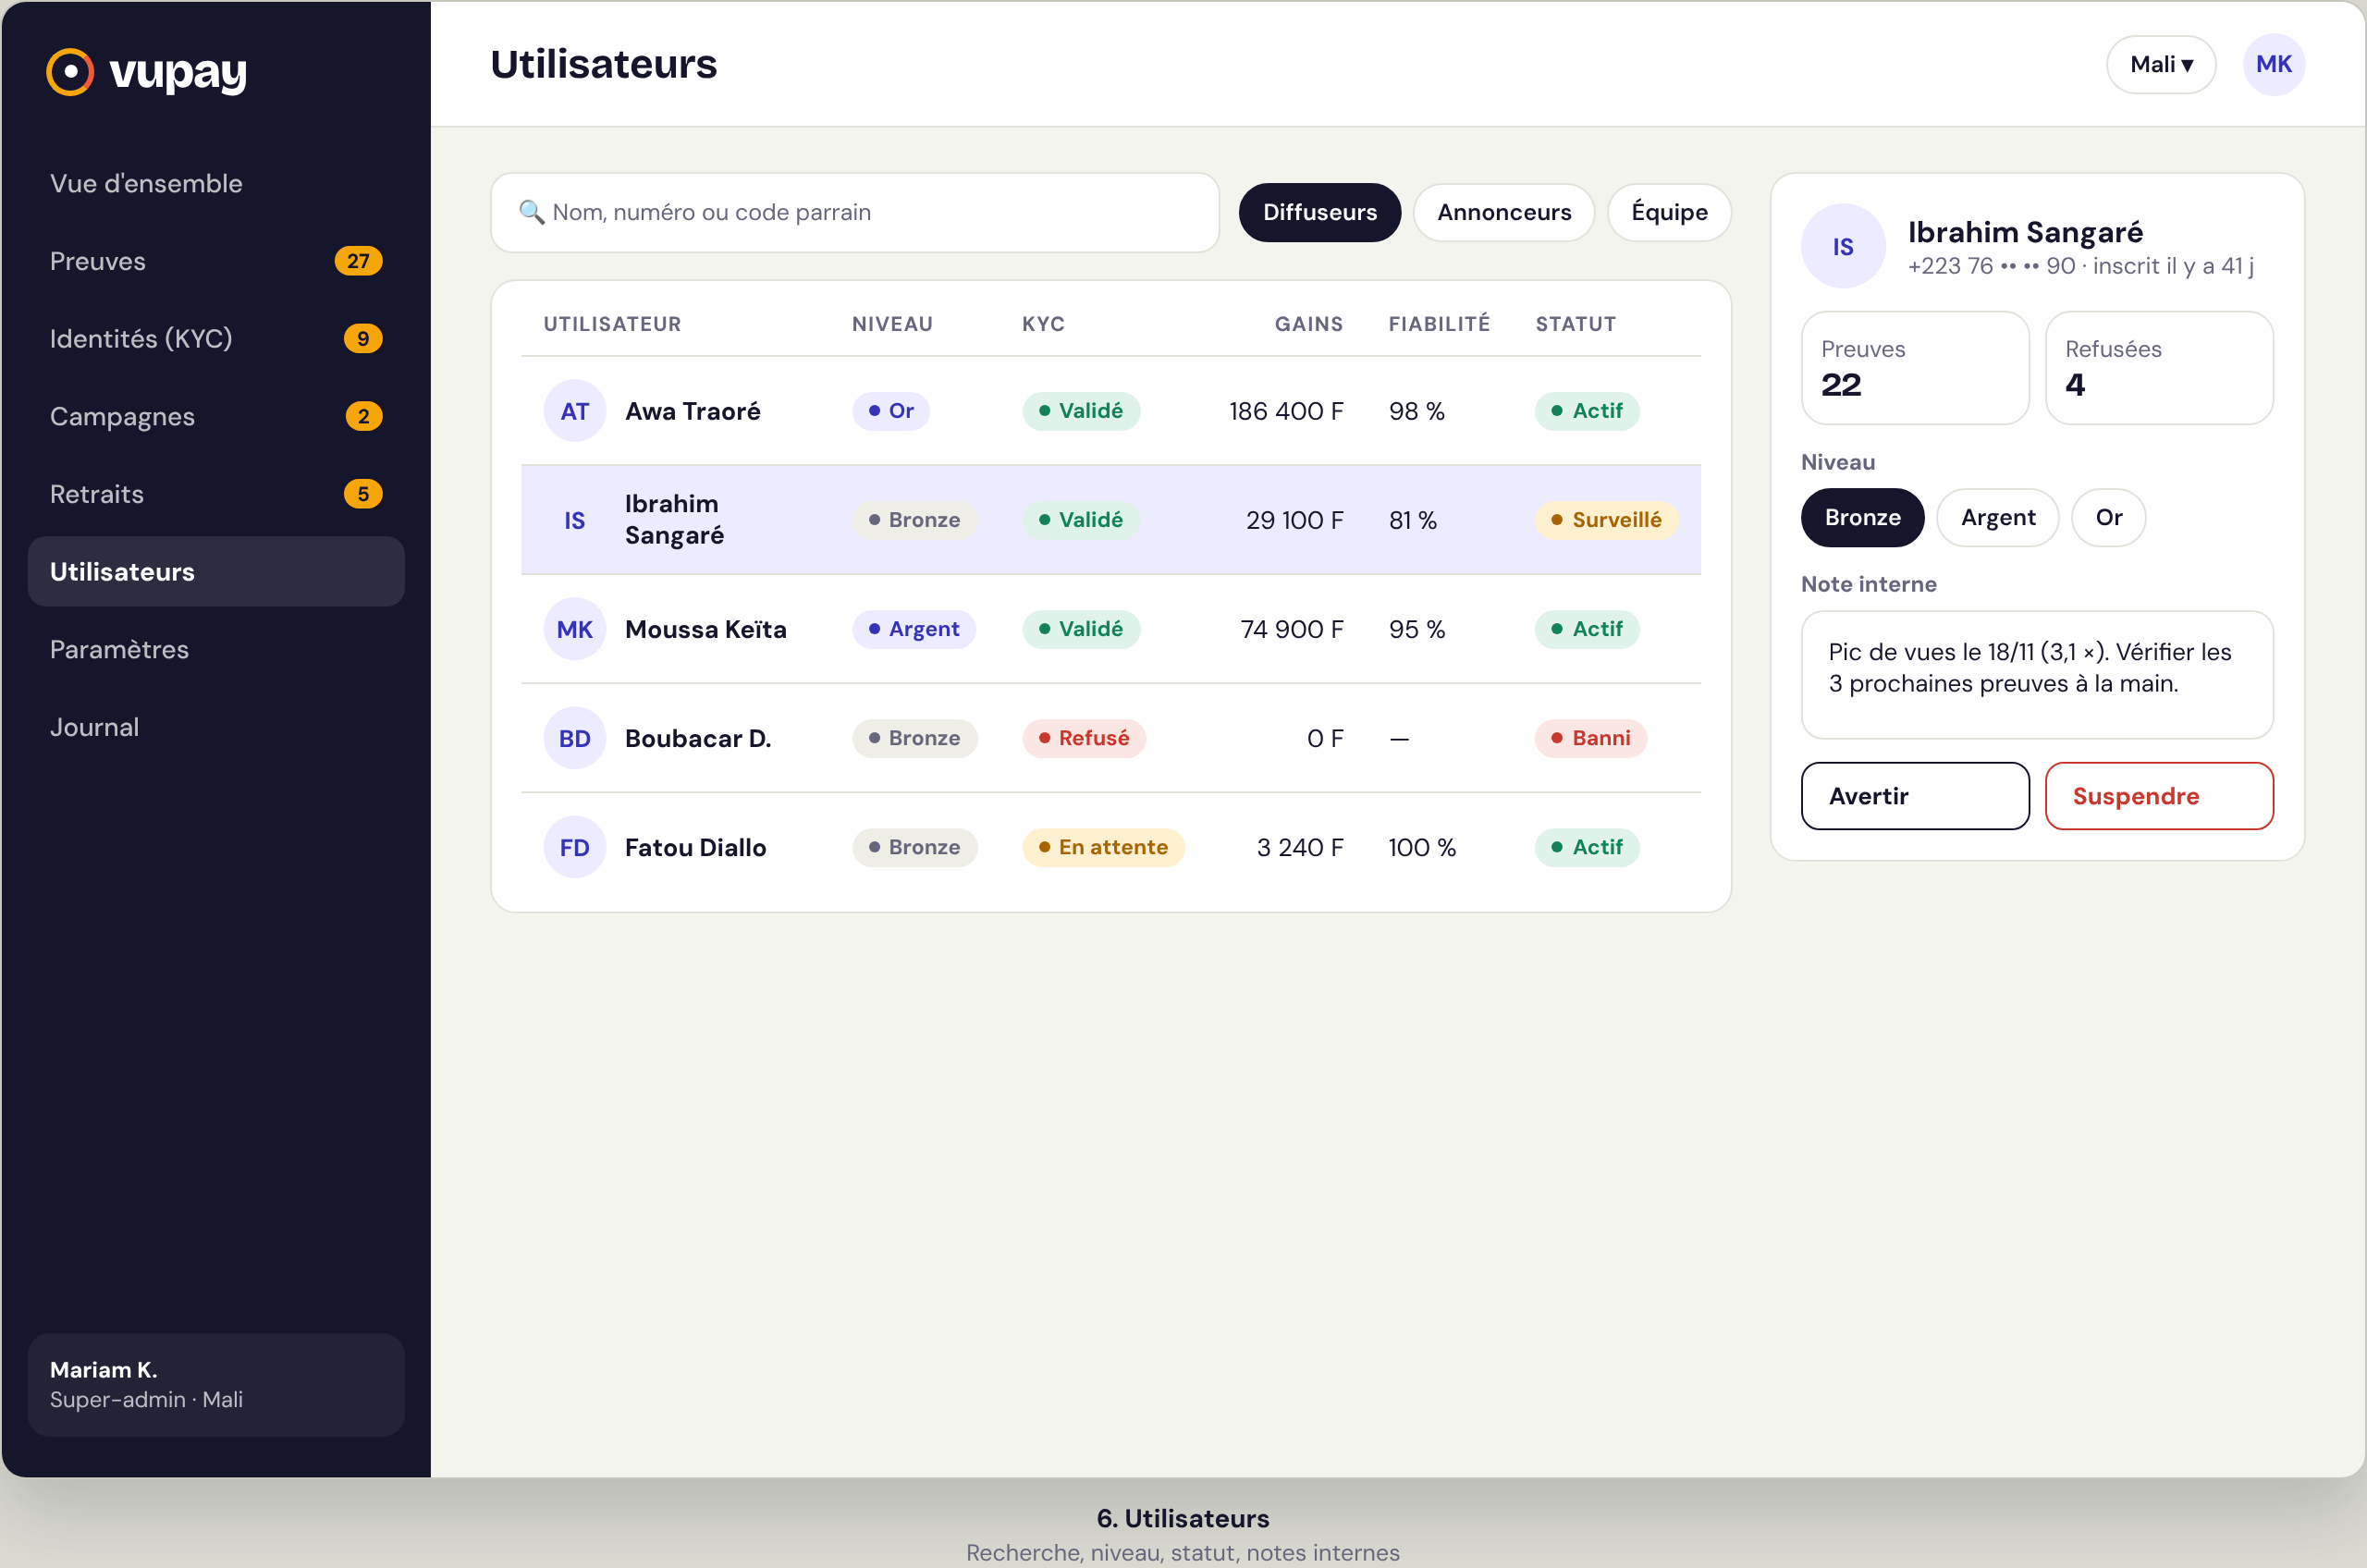 vupay
Vue d'ensemble
Preuves 27
Identités (KYC) 9
Campagnes 2
Retraits 5
Utilisateurs
Paramètres
Journal
Mariam K.
Super-admin · Mali
Utilisateurs
Mali ▾ MK
🔍 Nom, numéro ou code parrain
Diffuseurs Annonceurs Équipe
UTILISATEUR NIVEAU KYC GAINS FIABILITÉ STATUT
AT Awa Traoré Or Validé 186 400 F 98 % Actif
IS Ibrahim Sangaré Bronze Validé 29 100 F 81 % Surveillé
MK Moussa Keïta Argent Validé 74 900 F 95 % Actif
BD Boubacar D. Bronze Refusé 0 F — Banni
FD Fatou Diallo Bronze En attente 3 240 F 100 % Actif
IS Ibrahim Sangaré
+223 76 •• •• 90 · inscrit il y a 41 j
Preuves Refusées
22 4
Niveau
Bronze Argent Or
Note interne
Pic de vues le 18/11 (3,1 ×). Vérifier les
3 prochaines preuves à la main.
Avertir Suspendre
6. Utilisateurs
Recherche, niveau, statut, notes internes